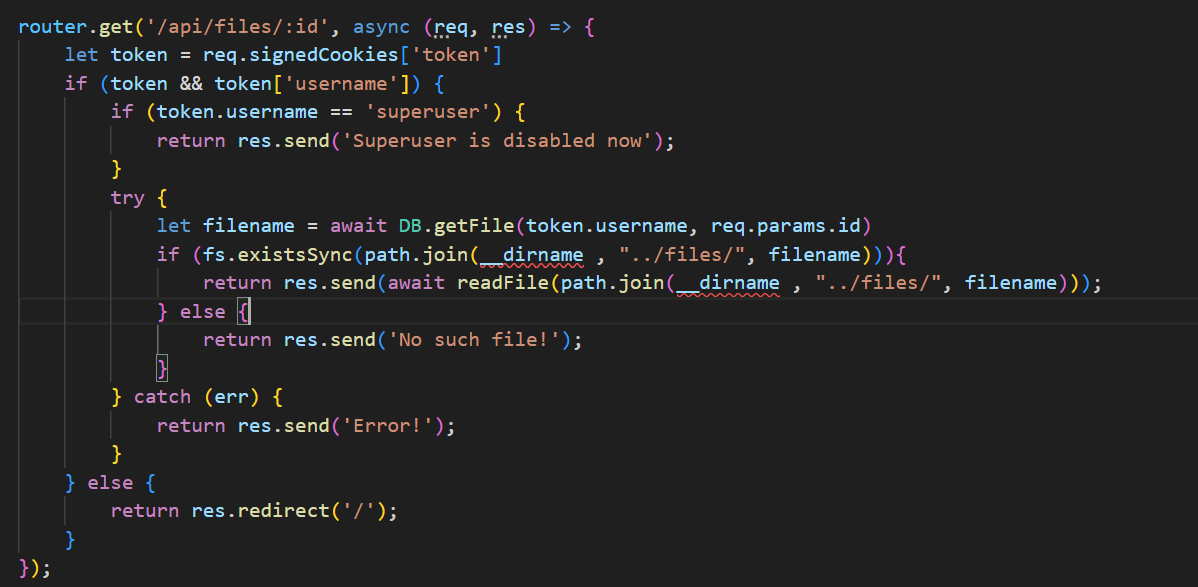 router.get('/api/files/:id', async (req, res) => {
    let token = req.signedCookies['token']
    if (token && token['username']) {
        if (token.username == 'superuser') {
            return res.send('Superuser is disabled now');
        }
        try {
            let filename = await DB.getFile(token.username, req.params.id)
            if (fs.existsSync(path.join(__dirname , "../files/", filename))){
                return res.send(await readFile(path.join(__dirname , "../files/", filename)));
            } else {
                return res.send('No such file!');
            }
        } catch (err) {
            return res.send('Error!');
        }
    } else {
        return res.redirect('/');
    }
});